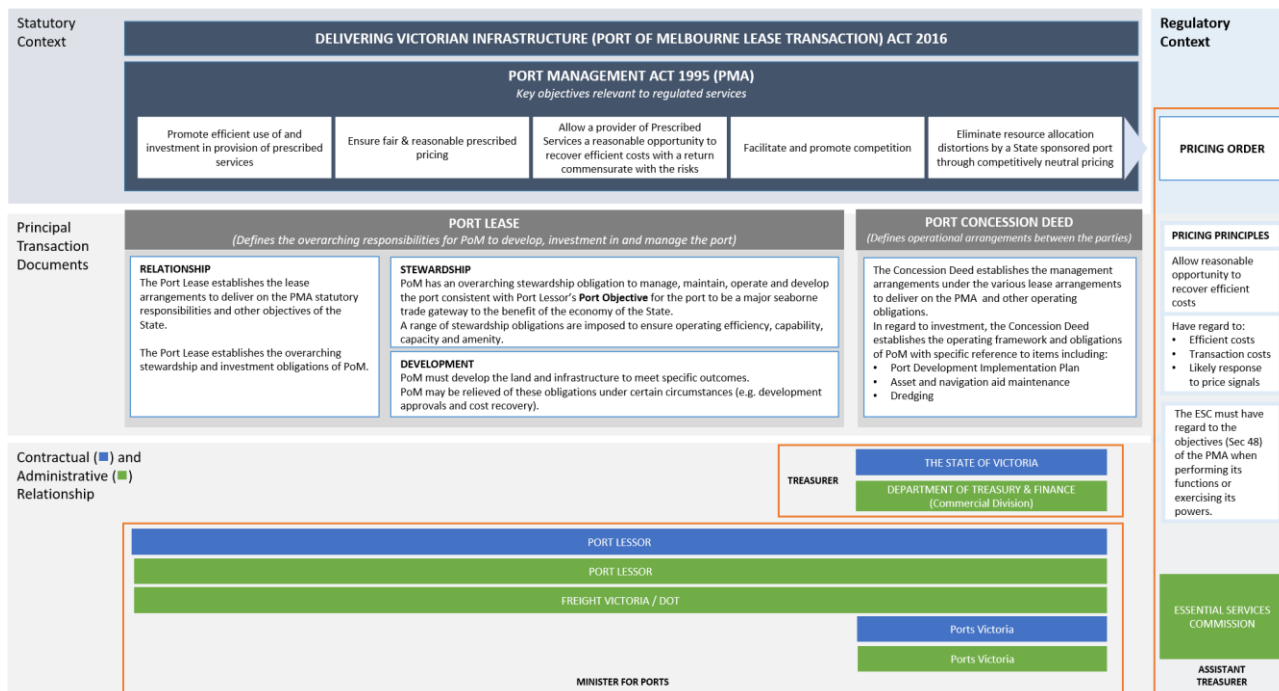 Statutory
Context
DELIVERING VICTORIAN INFRASTRUCTURE (PORT OF MELBOURNE LEASE TRANSACTION) ACT 2016
PORT MANAGEMENT ACT 1995 (PMA)
Key objectives relevant to regulated services
Promote efficient use of and
investment in provision of prescribed
services
Ensure fair & reasonable prescribed
pricing
Allow a provider of Prescribed
Services a reasonable opportunity to
recover efficient costs with a return
commensurate with the risks
Facilitate and promote competition
Eliminate resource allocation
distortions by a State sponsored port
through competitively neutral pricing
Regulatory
Context
PRICING ORDER
Principal
Transaction
Documents
PORT LEASE
(Defines the overarching responsibilities for PoM to develop, investment in and manage the port)
RELATIONSHIP
The Port Lease establishes the lease
arrangements to deliver on the PMA statutory
responsibilities and other objectives of the
State.
The Port Lease establishes the overarching
stewardship and investment obligations of PoM.
STEWARDSHIP
PoM has an overarching stewardship obligation to manage, maintain, operate and develop
the port consistent with Port Lessor's Port Objective for the port to be a major seaborne
trade gateway to the benefit of the economy of the State.
A range of stewardship obligations are imposed to ensure operating efficiency, capability,
capacity and amenity.
DEVELOPMENT
PoM must develop the land and infrastructure to meet specific outcomes.
PoM may be relieved of these obligations under certain circumstances (e.g. development
approvals and cost recovery).
PORT CONCESSION DEED
(Defines operational arrangements between the parties)
The Concession Deed establishes the management
arrangements under the various lease arrangements
to deliver on the PMA and other operating
obligations.
In regard to investment, the Concession Deed
establishes the operating framework and obligations
of PoM with specific reference to items including:
• Port Development Implementation Plan
• Asset and navigation aid maintenance
• Dredging
PRICING PRINCIPLES
Allow reasonable
opportunity to
recover efficient
costs
Have regard to:
• Efficient costs
• Transaction costs
• Likely response
to price signals
The ESC must have
regard to the
objectives (Sec 48)
of the PMA when
performing its
functions or
exercising its
powers.
Contractual (■) and
Administrative (■)
Relationship
TREASURER
THE STATE OF VICTORIA
DEPARTMENT OF TREASURY & FINANCE
(Commercial Division)
PORT LESSOR
PORT LESSOR
FREIGHT VICTORIA / DOT
Ports Victoria
Ports Victoria
MINISTER FOR PORTS
ESSENTIAL SERVICES
COMMISSION
ASSISTANT
TREASURER